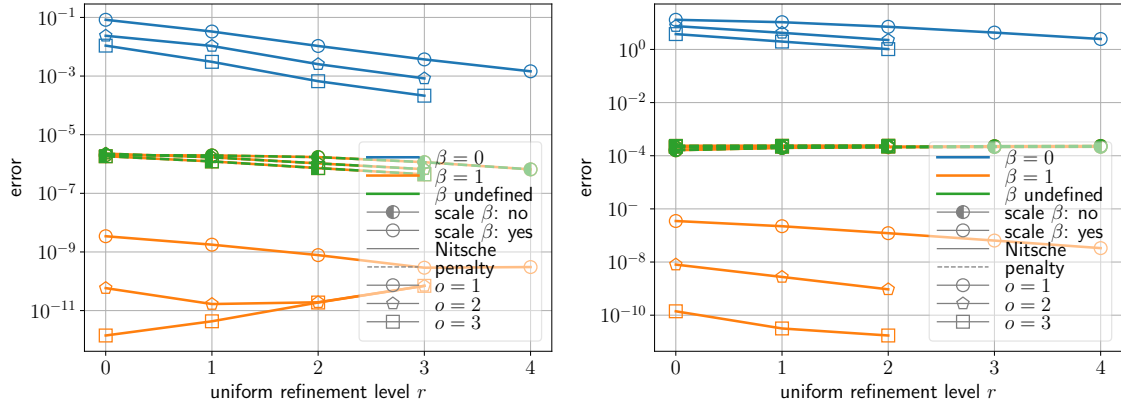 10⁻¹
10⁻³
10⁻⁵
10⁻⁷
10⁻⁹
10⁻¹¹
error
0 1 2 3 4
uniform refinement level r
β = 0
β = 1
β undefined
scale β: no
scale β: yes
Nitsche
penalty
o = 1
o = 2
o = 3
10⁰
10⁻²
10⁻⁴
10⁻⁶
10⁻⁸
10⁻¹⁰
error
0 1 2 3 4
uniform refinement level r
β = 0
β = 1
β undefined
scale β: no
scale β: yes
Nitsche
penalty
o = 1
o = 2
o = 3